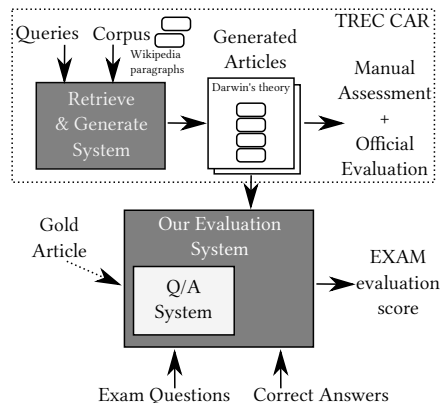 TREC CAR
Queries
Corpus
Wikipedia
paragraphs
Generated
Articles
Retrieve
& Generate
System
Darwin's theory
Manual
Assessment
+
Official
Evaluation
Gold
Article
Our Evaluation
System
Q/A
System
EXAM
evaluation
score
Exam Questions
Correct Answers